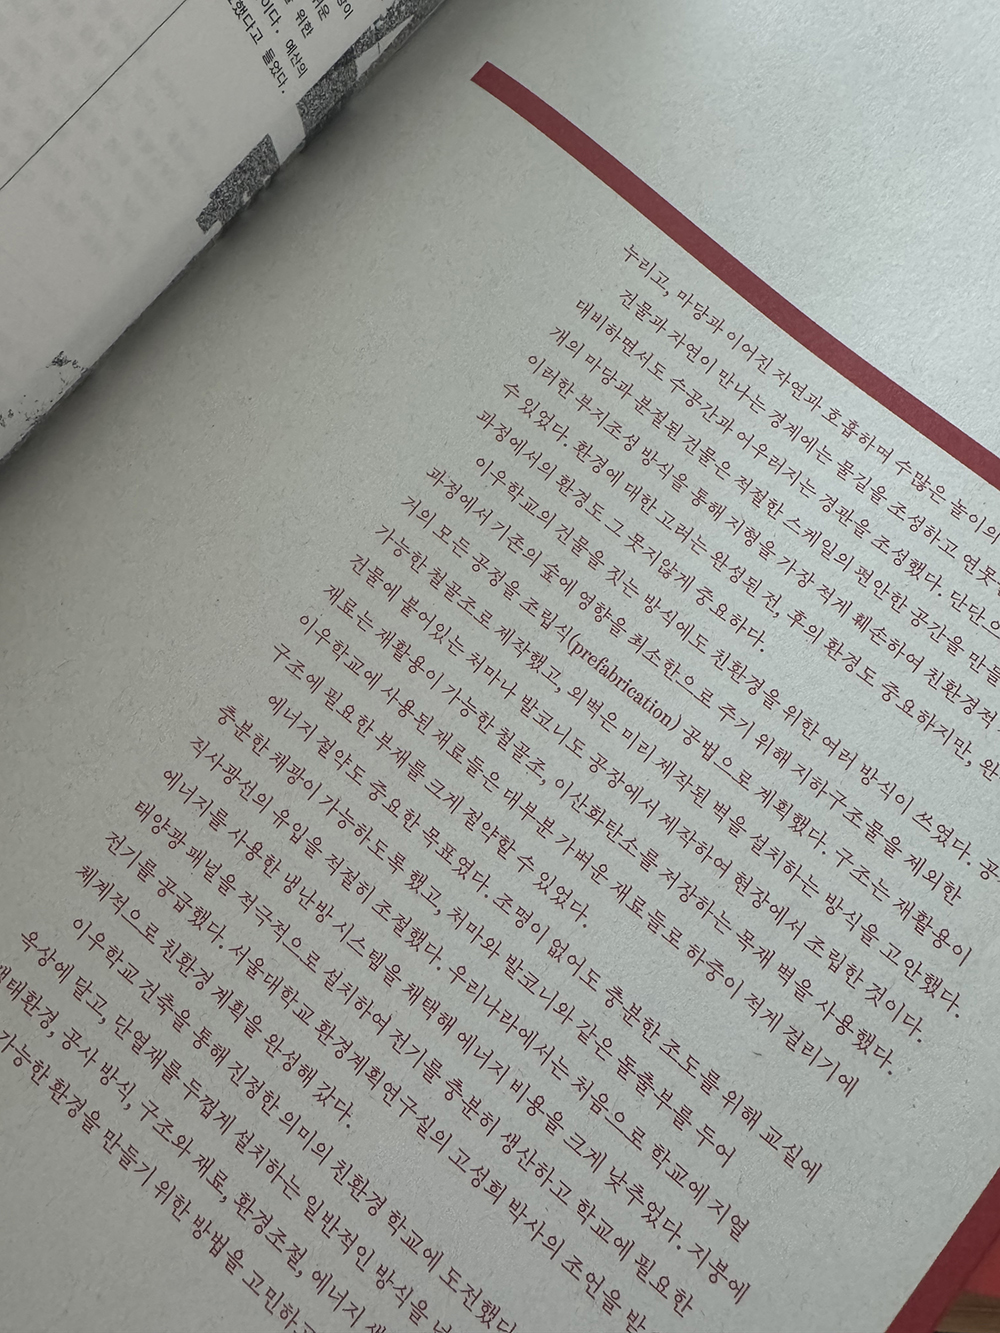 위한
이다. 예산의
했다고 들었다.
누리고, 마당과 이어진 자연과 호흡하며 수많은 놀이의
건물과 자연이 만나는 경계에는 물길을 조성하고 연못
대비하면서도 수공간과 어우러지는 경관을 조성했다. 단단으
개의 마당과 분절된 건물은 적절한 스케일의 편안한 공간을 만들
이러한 부지조성 방식을 통해 지형을 가장 적게 훼손하여 친환경적
수 있었다. 환경에 대한 고려는 완성된 전, 후의 환경도 중요하지만, 완
과정에서의 환경도 그 못지않게 중요하다.
이우학교의 건물을 짓는 방식에도 친환경을 위한 여러 방식이 쓰였다. 공
과정에서 기존의 숲에 영향을 최소한으로 주기 위해 지하구조물을 제외한
거의 모든 공정을 조립식(prefabrication) 공법으로 계획했다. 구조는 재활용이
가능한 철골조로 제작했고, 외벽은 미리 제작된 벽을 설치하는 방식을 고안했다.
건물에 붙어있는 처마나 발코니도 공장에서 제작하여 현장에서 조립한 것이다.
재료는 재활용이 가능한 철골조, 이산화탄소를 저장하는 목재 벽을 사용했다.
이우학교에 사용된 재료들은 대부분 가벼운 재료들로 하중이 적게 걸리기에
구조에 필요한 부재를 크게 절약할 수 있었다.
에너지 절약도 중요한 목표였다. 조명이 없어도 충분한 조도를 위해 교실에
충분한 채광이 가능하도록 했고, 처마와 발코니와 같은 돌출부를 두어
직사광선의 유입을 적절히 조절했다. 우리나라에서는 처음으로 학교에 지열
에너지를 사용한 냉난방 시스템을 채택해 에너지 비용을 크게 낮추었다. 지붕에
태양광 패널을 적극적으로 설치하여 전기를 충분히 생산하고 학교에 필요한
전기를 공급했다. 서울대학교 환경계획연구실의 고성희 박사의 조언을 받
체계적으로 친환경 계획을 완성해 갔다.
이우학교 건축을 통해 진정한 의미의 친환경 학교에 도전했
옥상에 달고, 단열재를 두껍게 설치하는 일반적인 방식을 넘
생태환경, 공사 방식, 구조와 재료, 환경조절, 에너지
가능한 환경을 만들기 위한 방법을 고민하고